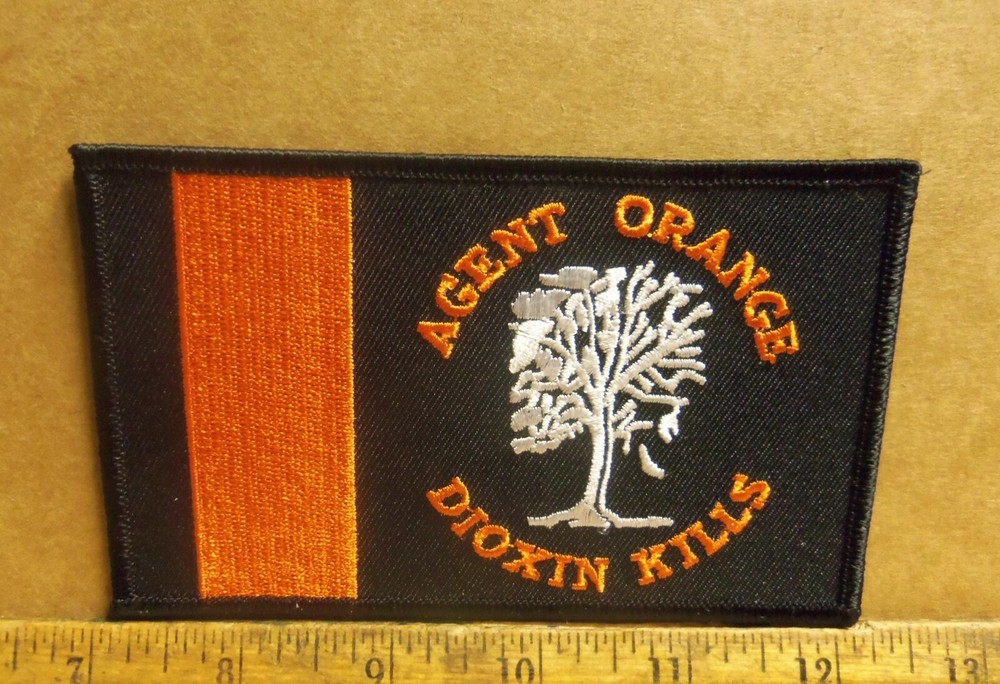 AGENT ORANGE
DIOXIN KILLS
7 8 9 10 11 12 13